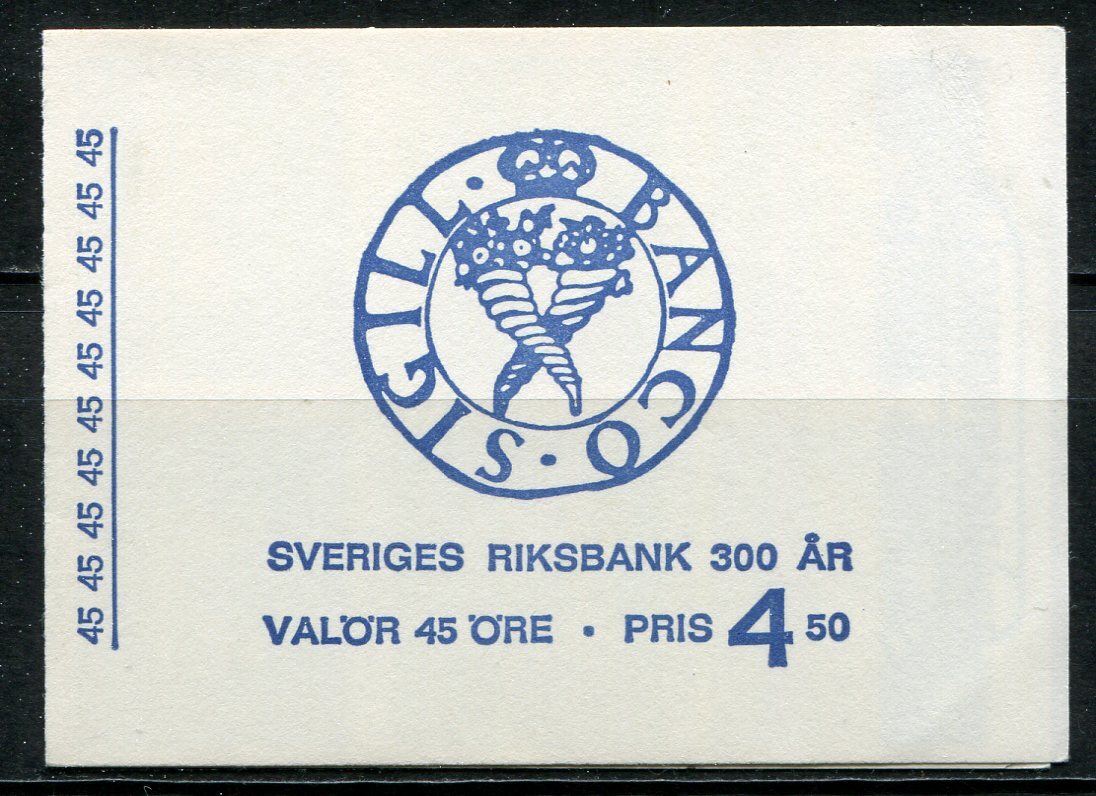 45 45 45 45 45 45 45 45 45 45
SIGILL · BANCO ·
SVERIGES RIKSBANK 300 ÅR
VALÖR 45 ÖRE · PRIS 4 50